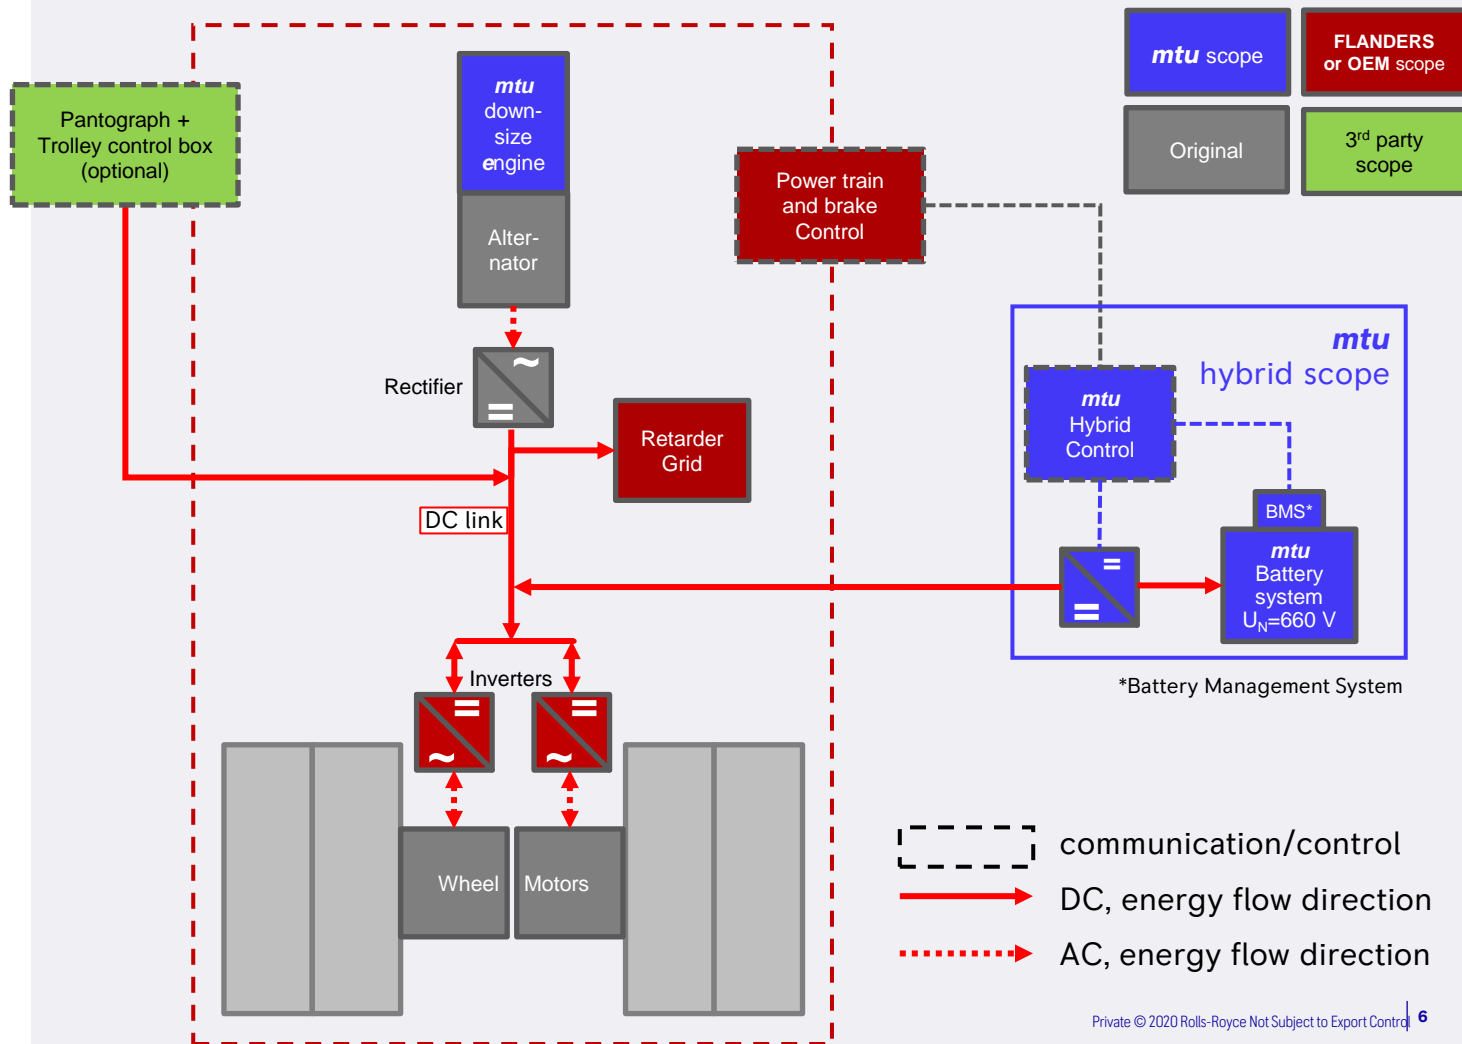 mtu scope
FLANDERS
or OEM scope
Original
3rd party
scope
Pantograph +
Trolley control box
(optional)
mtu
down-
size
engine
Alter-
nator
Power train
and brake
Control
Rectifier
~
=
Retarder
Grid
DC link
mtu
hybrid scope
mtu
Hybrid
Control
BMS*
mtu
Battery
system
UN=660 V
=
=
*Battery Management System
Inverters
=
~
=
~
Wheel
Motors
communication/control
DC, energy flow direction
AC, energy flow direction
Private © 2020 Rolls-Royce Not Subject to Export Control | 6